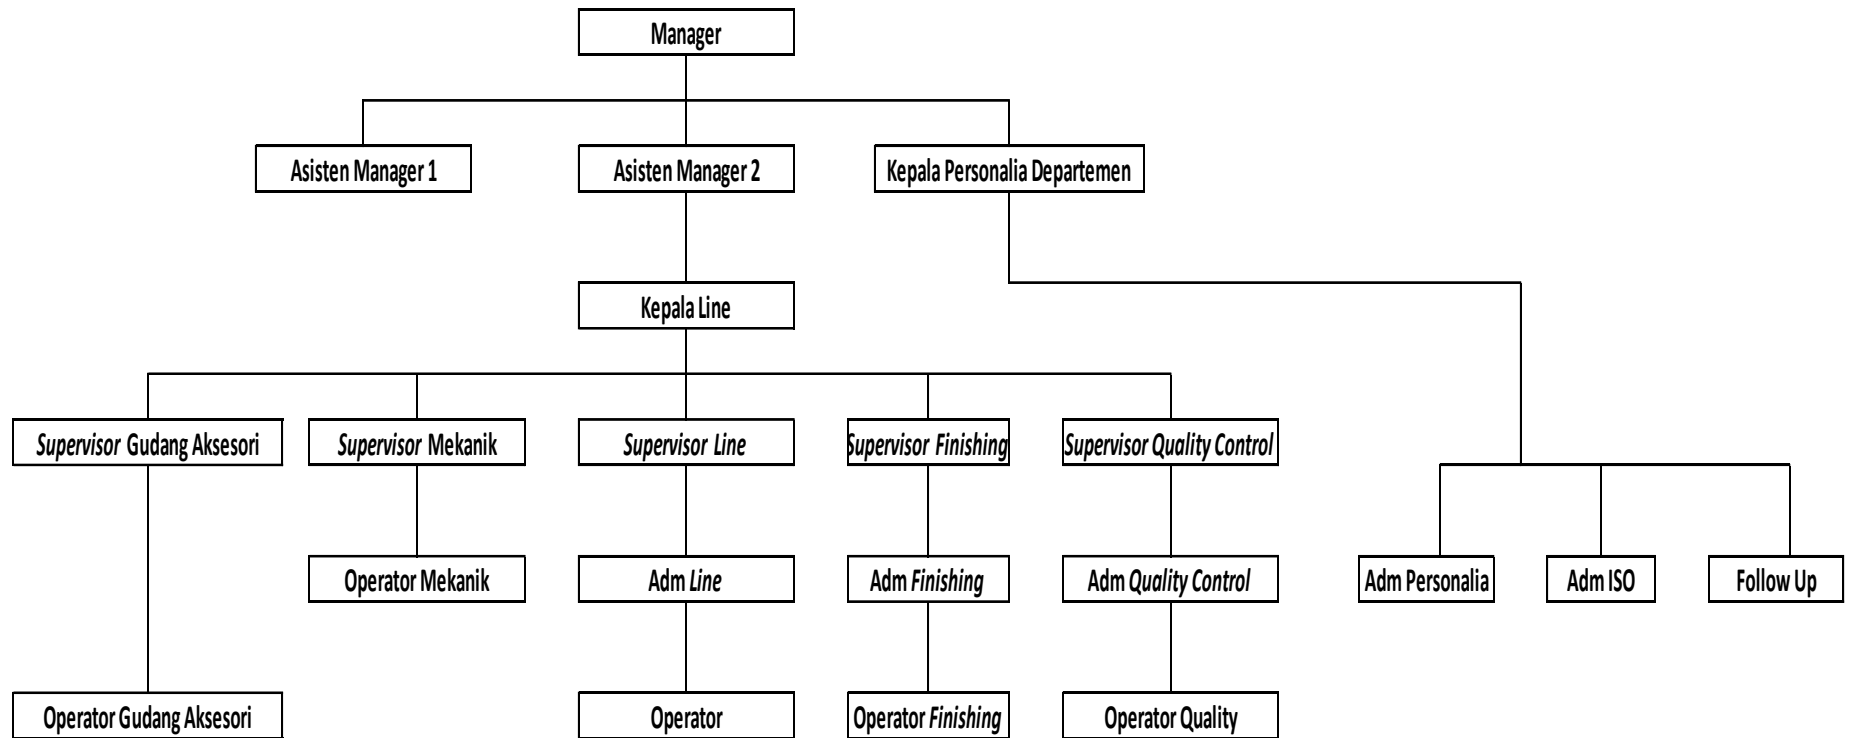 Manager
Asisten Manager 1
Asisten Manager 2
Kepala Personalia Departemen
Kepala Line
Supervisor Gudang Aksesori
Supervisor Mekanik
Supervisor Line
Supervisor Finishing
Supervisor Quality Control
Operator Mekanik
Adm Line
Adm Finishing
Adm Quality Control
Adm Personalia
Adm ISO
Follow Up
Operator Gudang Aksesori
Operator
Operator Finishing
Operator Quality